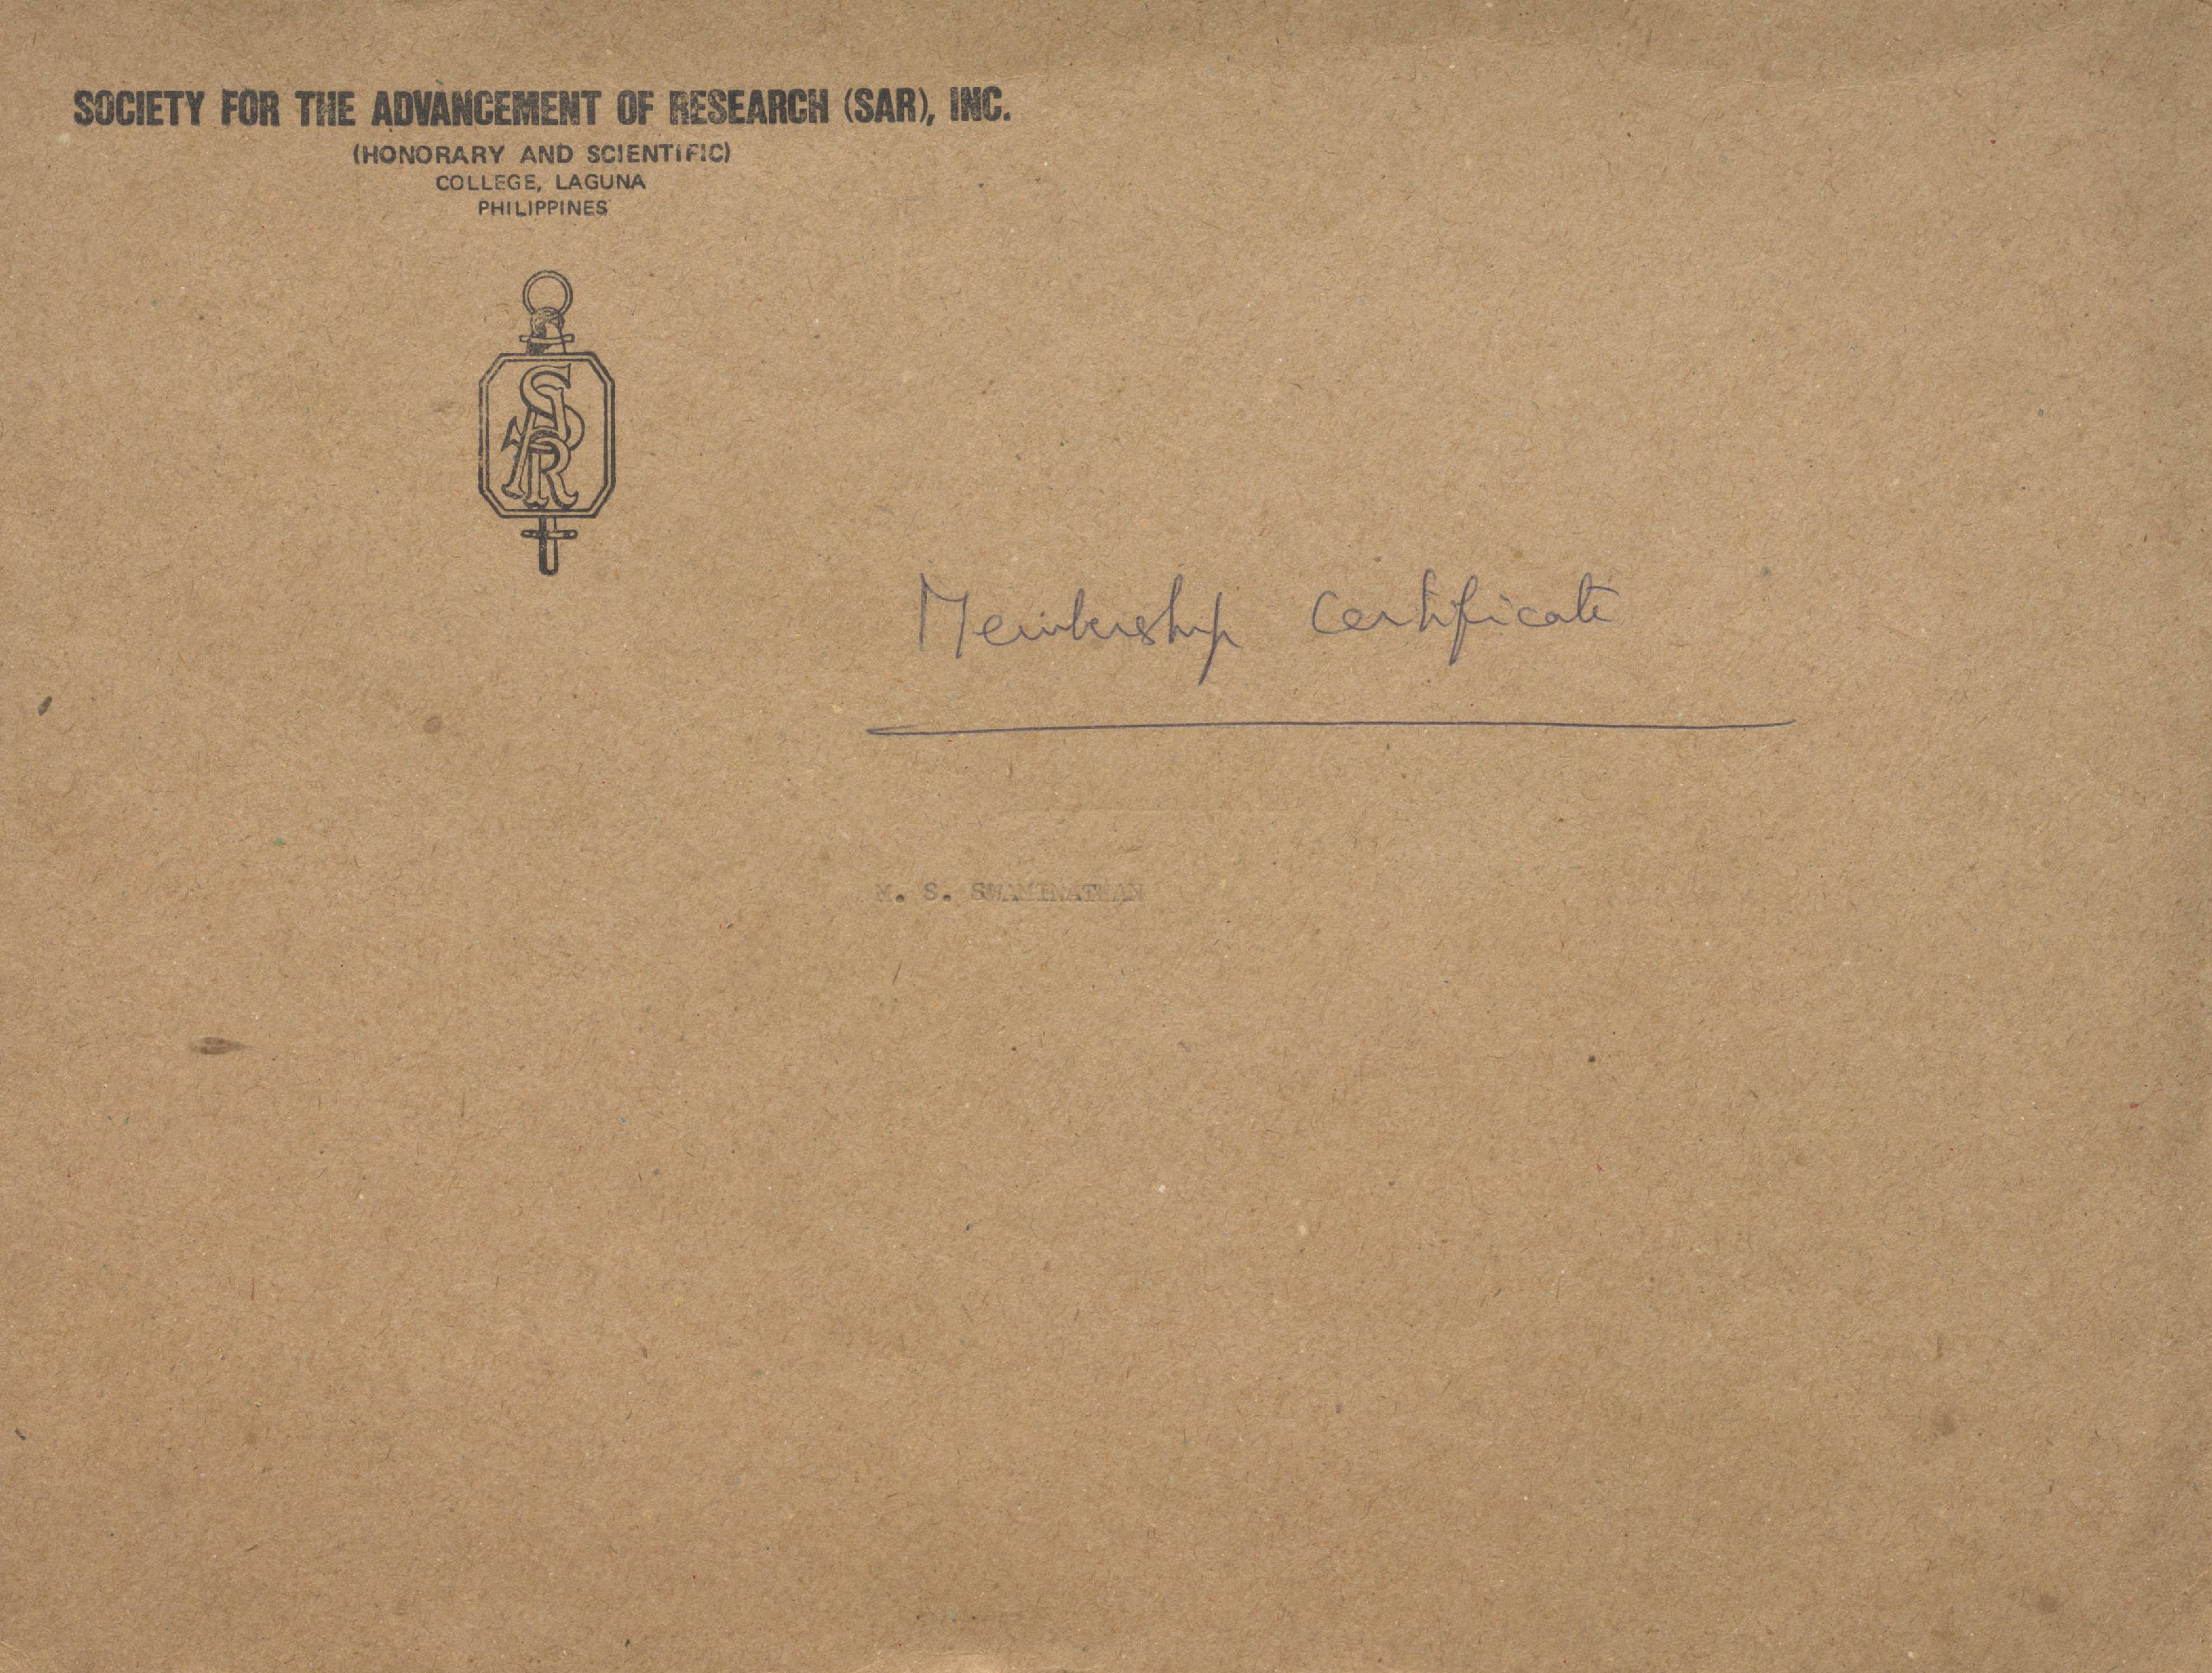 SOCIETY FOR THE ADVANCEMENT OF RESEARCH (SAR), INC.
(HONORARY AND SCIENTIFIC)
COLLEGE, LAGUNA
PHILIPPINES
SAR
Membership Certificate
M. S. SWAMINATHAN